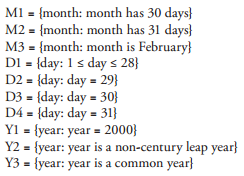 M1 = {month: month has 30 days}
M2 = {month: month has 31 days}
M3 = {month: month is February}
D1 = {day: 1 ≤ day ≤ 28}
D2 = {day: day = 29}
D3 = {day: day = 30}
D4 = {day: day = 31}
Y1 = {year: year = 2000}
Y2 = {year: year is a non-century leap year}
Y3 = {year: year is a common year}